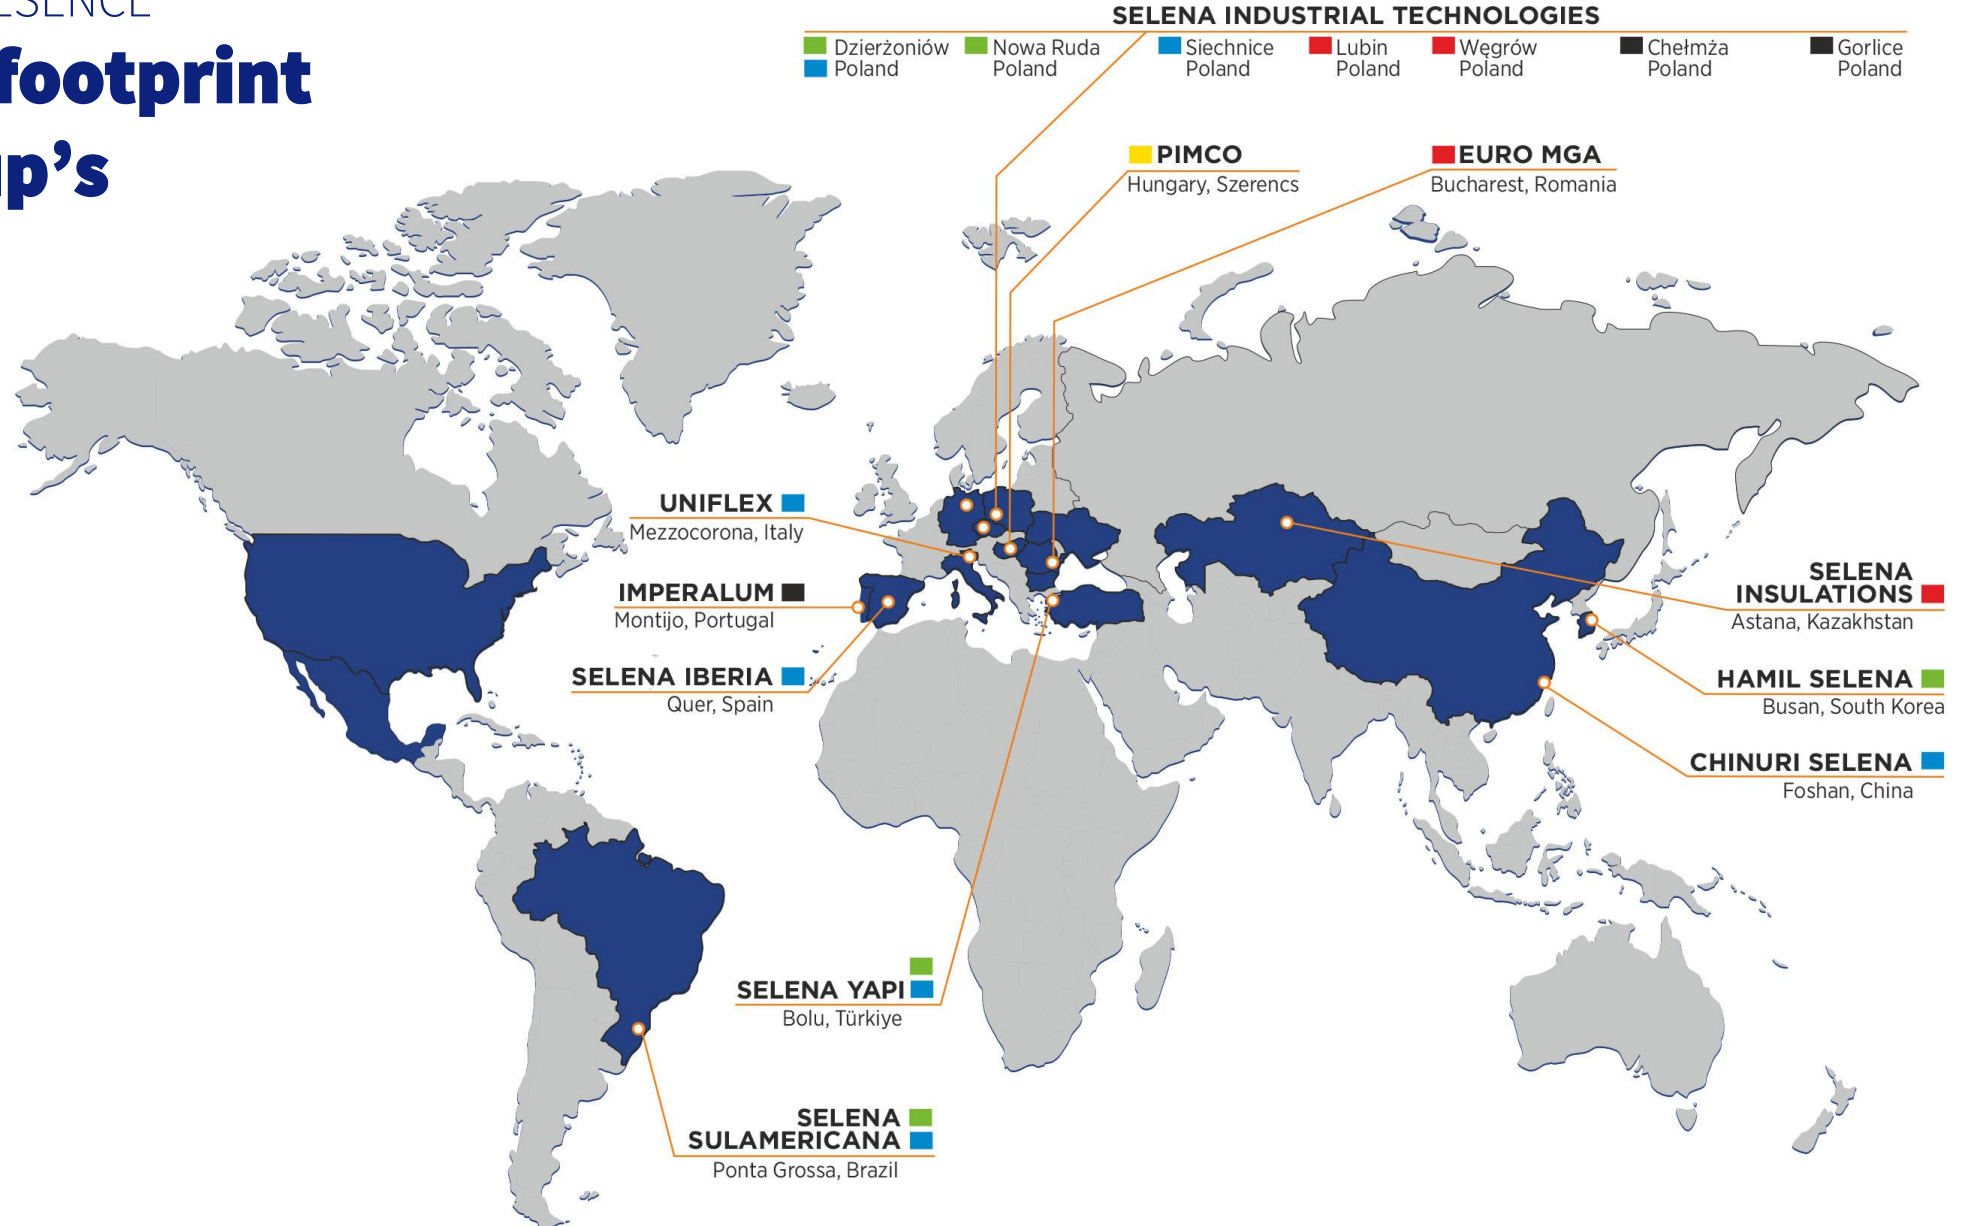 footprint
SELENA INDUSTRIAL TECHNOLOGIES
Dzierżoniów
Poland
Nowa Ruda
Poland
Siechnice
Poland
Lubin
Poland
Węgrów
Poland
Chełmża
Poland
Gorlice
Poland
PIMCO
Hungary, Szerencs
EURO MGA
Bucharest, Romania
UNIFLEX
Mezzocorona, Italy
IMPERALUM
Montijo, Portugal
SELENA IBERIA
Quer, Spain
SELENA
INSULATIONS
Astana, Kazakhstan
HAMIL SELENA
Busan, South Korea
CHINURI SELENA
Foshan, China
SELENA YAPI
Bolu, Türkiye
SELENA
SULAMERICANA
Ponta Grossa, Brazil